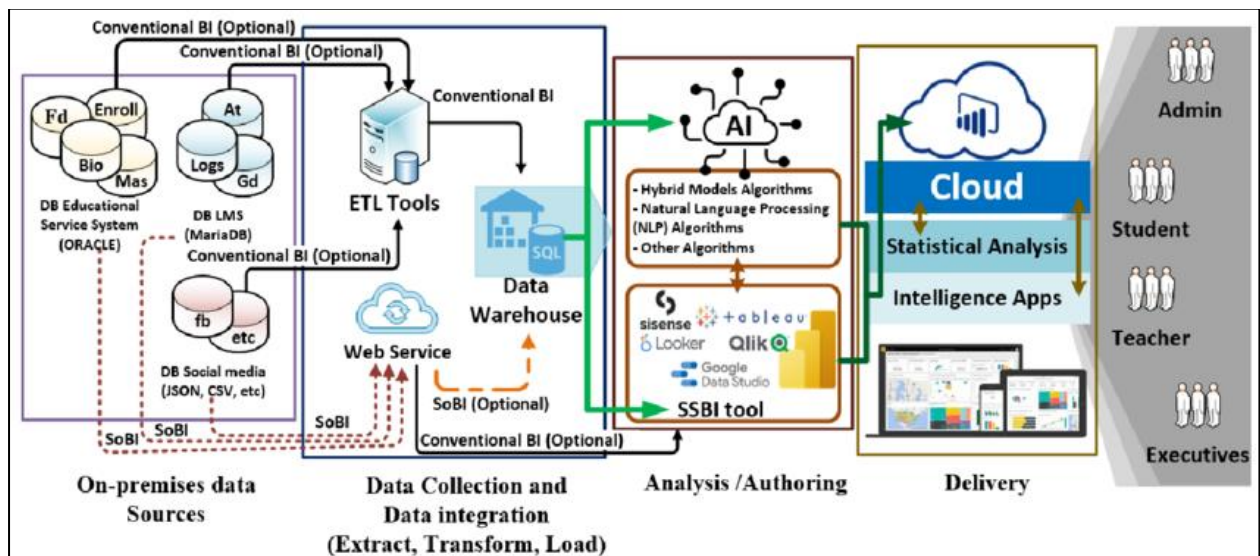 Conventional BI (Optional)
Conventional BI (Optional)
Fd
Enroll
Bio
Mas
DB Educational
Service System
(ORACLE)
At
Logs
Gd
DB LMS
(MariaDB)
Conventional BI (Optional)
fb
etc
DB Social media
(JSON, CSV, etc)
SoBI
SoBI
SoBI
On-premises data
Sources
ETL Tools
Conventional BI
SQL
Data
Warehouse
Web Service
SoBI (Optional)
Conventional BI (Optional)
Data Collection and
Data integration
(Extract, Transform, Load)
AI
- Hybrid Models Algorithms
- Natural Language Processing
(NLP) Algorithms
- Other Algorithms
sisense
+ a b l e a u
Looker
Qlik
Google
Data Studio
SSBI tool
Analysis /Authoring
Cloud
Statistical Analysis
Intelligence Apps
Delivery
Admin
Student
Teacher
Executives